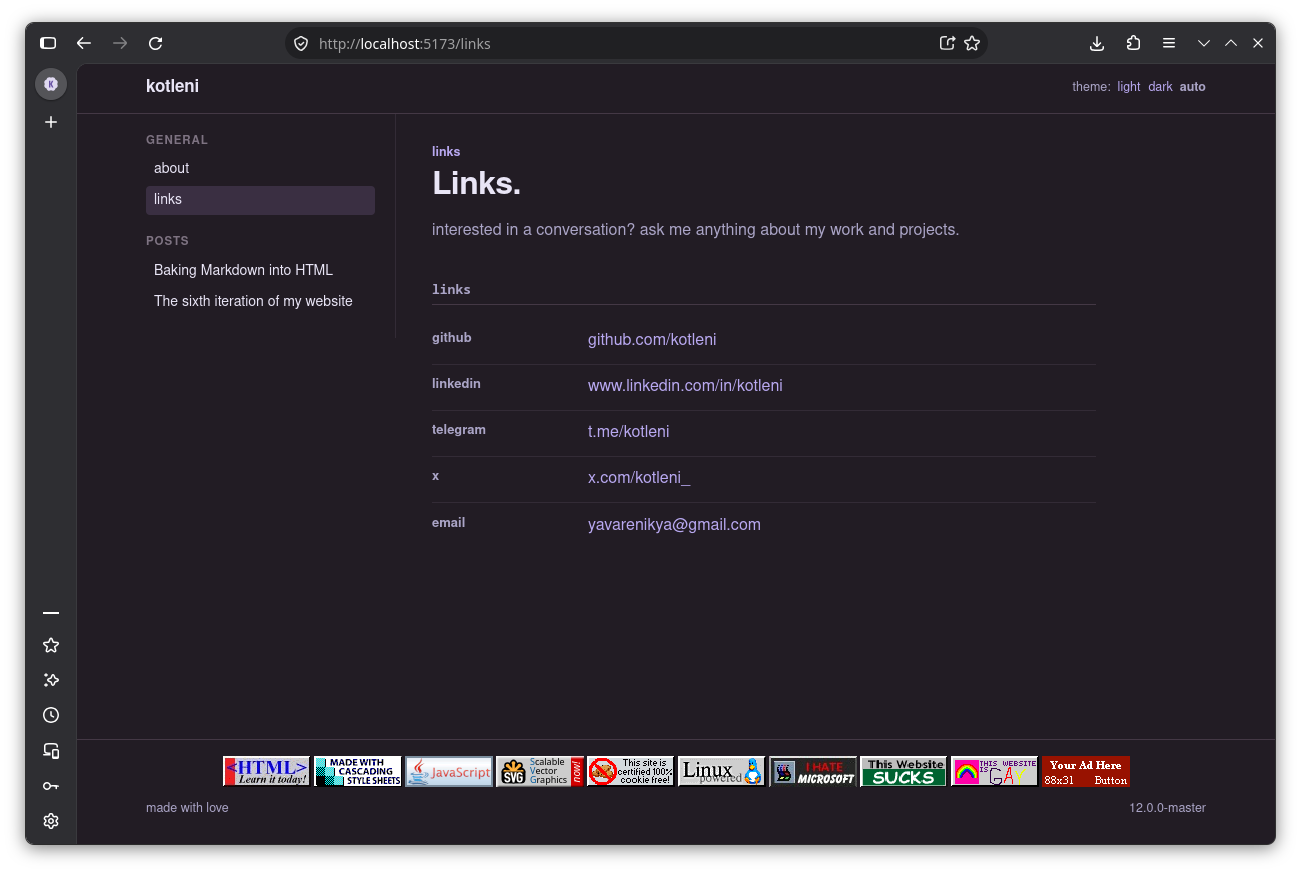 http://localhost:5173/links
K
kotleni
theme: light dark auto
GENERAL
about
links
POSTS
Baking Markdown into HTML
The sixth iteration of my website
links
Links.
interested in a conversation? ask me anything about my work and projects.
links
github github.com/kotleni
linkedin www.linkedin.com/in/kotleni
telegram t.me/kotleni
x x.com/kotleni_
email yavarenikya@gmail.com
<HTML>
Learn it today!
MADE WITH
CASCADING
STYLE SHEETS
JavaScript
SVG
Scalable
Vector
Graphics
now!
This site is
certified 100%
cookie free!
Linux
powered
I HATE
MICROSOFT
This Website
SUCKS
THIS WEBSITE
IS
GAY
Your Ad Here
88x31 Button
made with love
12.0.0-master